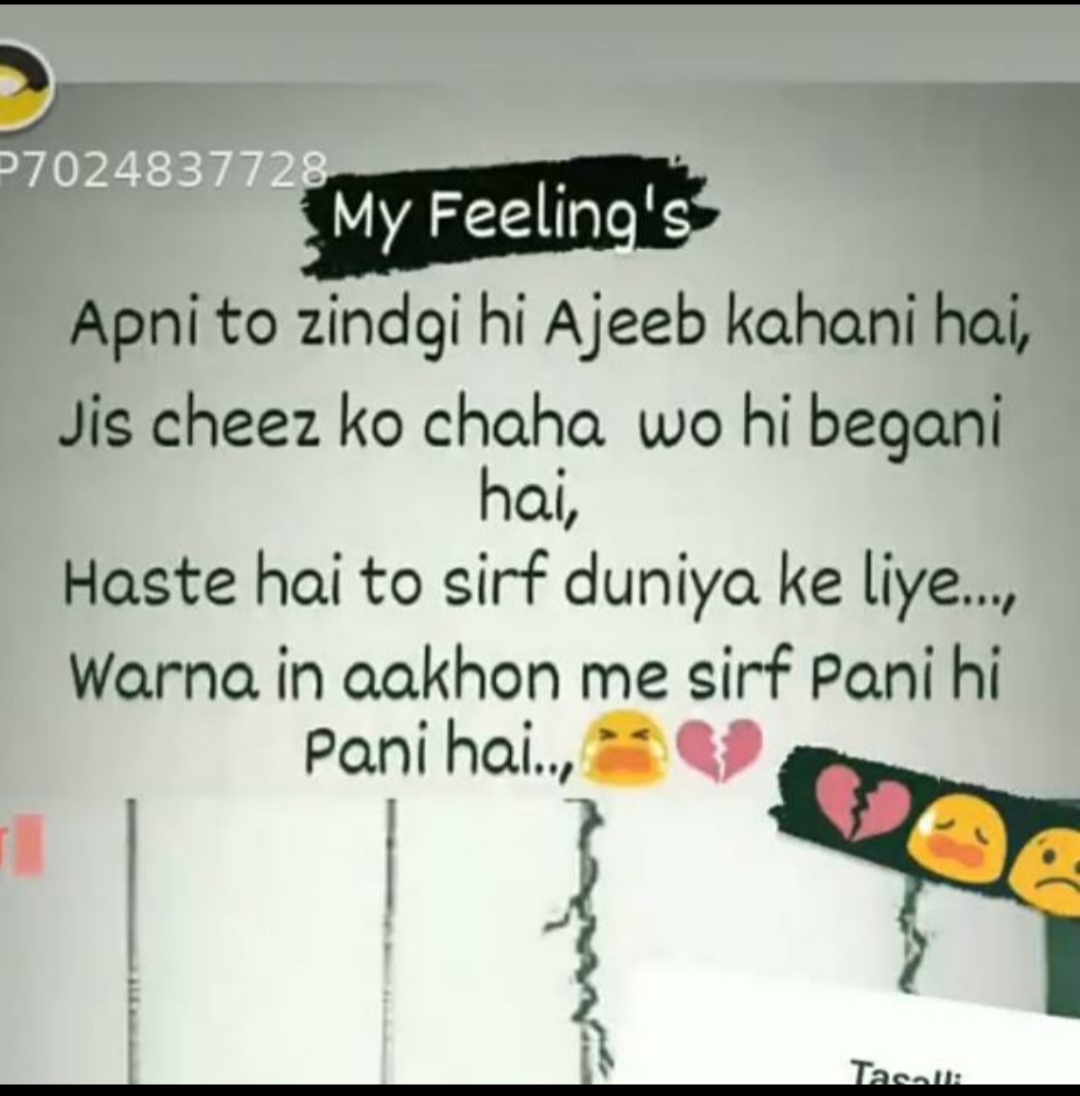 P7024837728
My Feeling's
Apni to zindgi hi Ajeeb kahani hai,
Jis cheez ko chaha wo hi begani
hai,
Haste hai to sirf duniya ke liye...,
Warna in aakhon me sirf Pani hi
Pani hai..,😫💔
💔😩😟